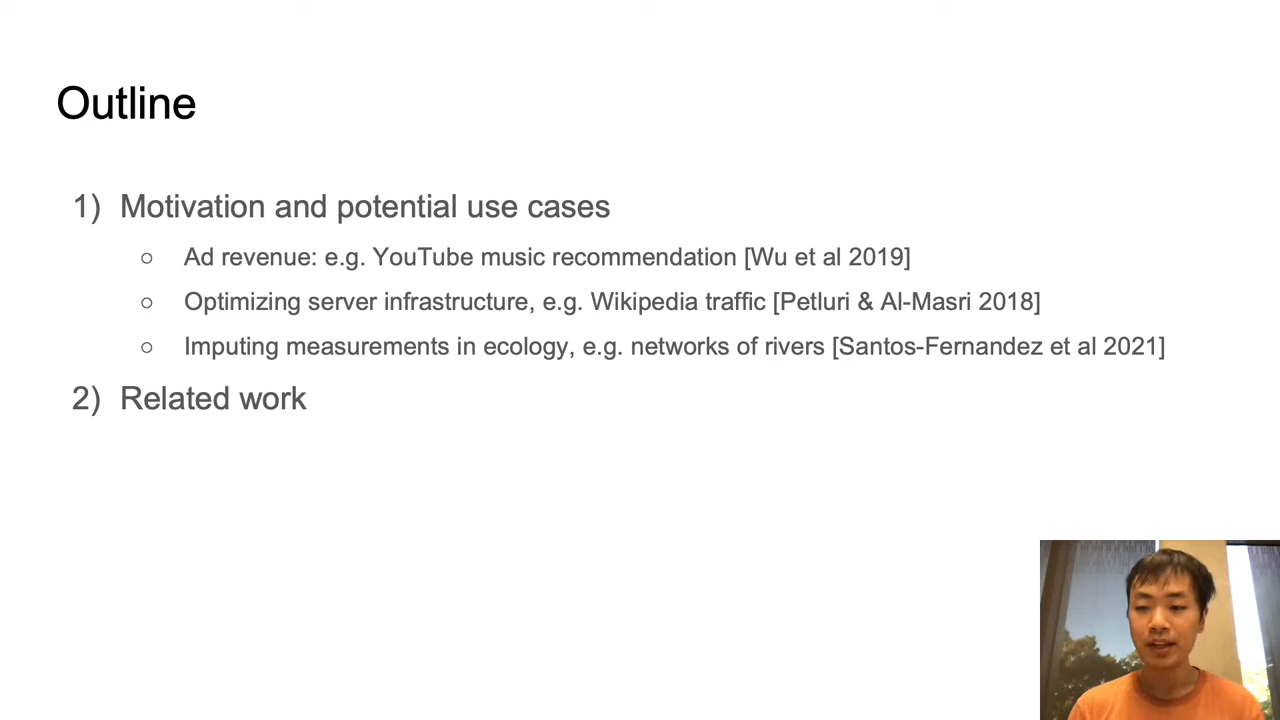 Outline
1) Motivation and potential use cases
○ Ad revenue: e.g. YouTube music recommendation [Wu et al 2019]
○ Optimizing server infrastructure, e.g. Wikipedia traffic [Petluri & Al-Masri 2018]
○ Imputing measurements in ecology, e.g. networks of rivers [Santos-Fernandez et al 2021]
2) Related work